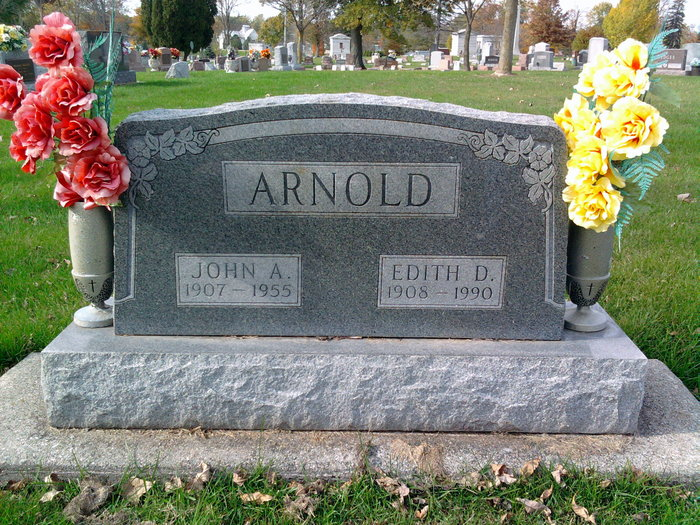 ARNOLD
JOHN A.
1907 – 1955
EDITH D.
1908 – 1990